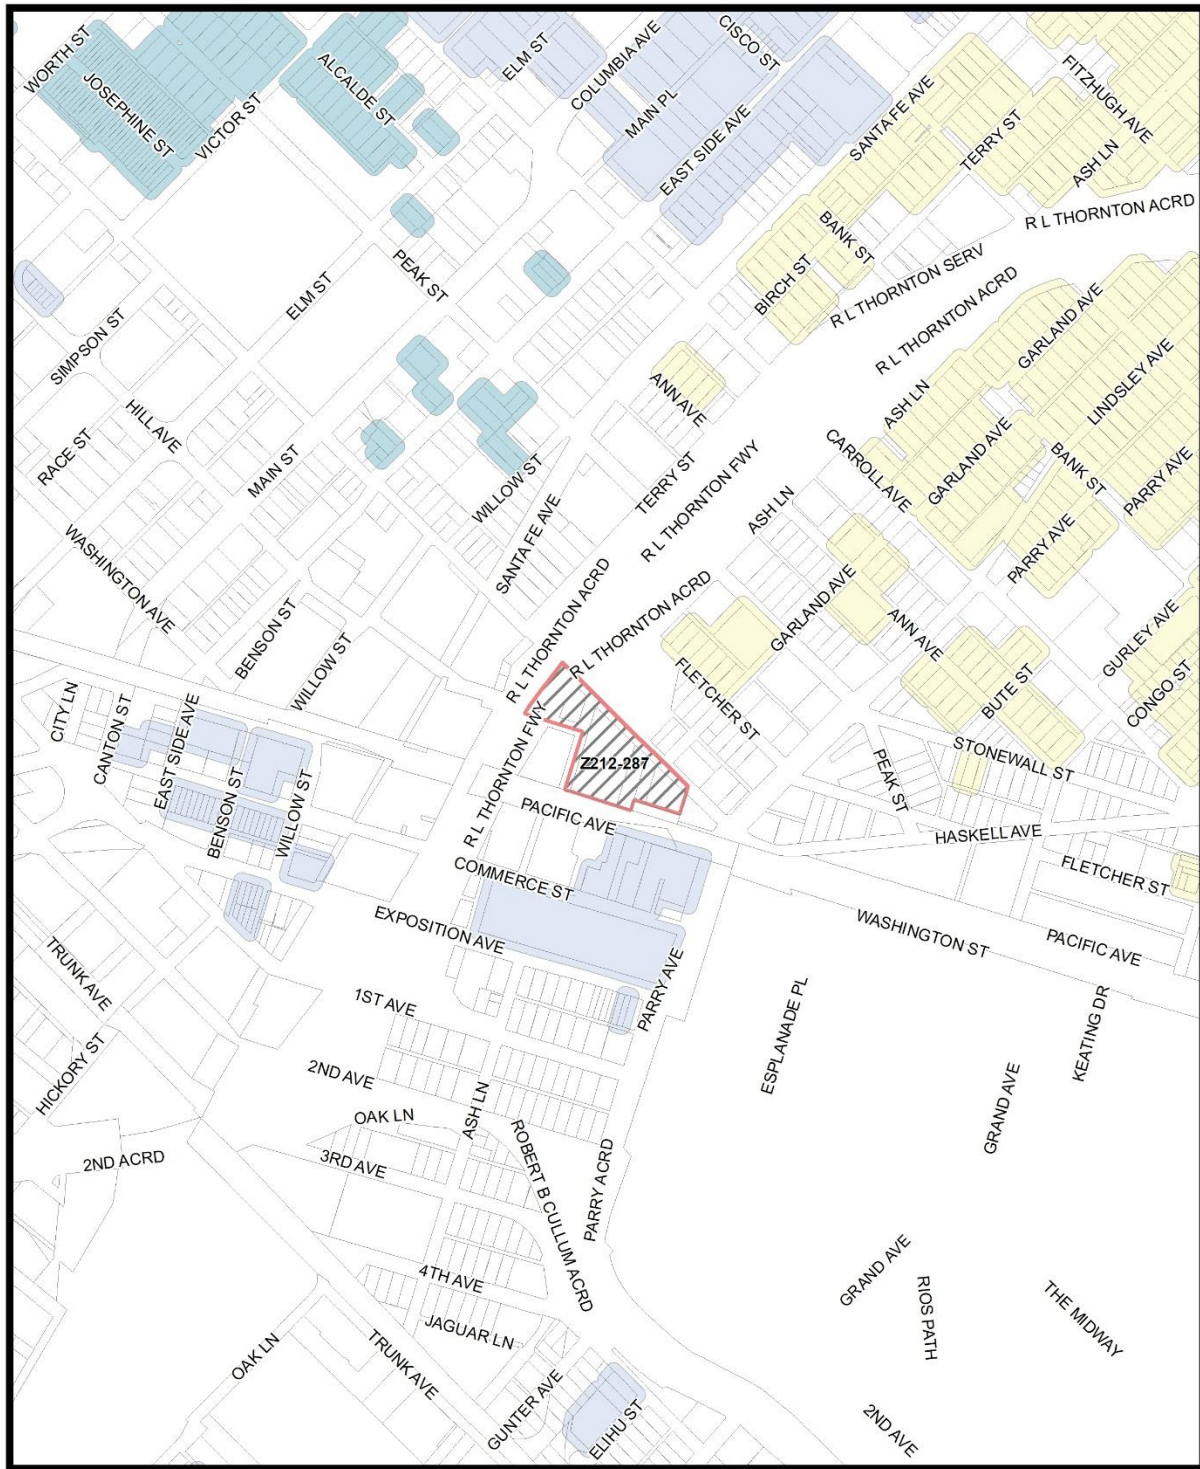 WORTH ST
JOSEPHINE ST
VICTOR ST
ALCALDE ST
ELM ST
COLUMBIA AVE
CISCO ST
MAIN PL
EAST SIDE AVE
SANTA FE AVE
FITZHUGH AVE
TERRY ST
ASH LN
R L THORNTON ACRD
BANK ST
BIRCH ST
R L THORNTON SERV
R L THORNTON ACRD
PEAK ST
ELM ST
SIMPSON ST
HILL AVE
RACE ST
MAIN ST
WASHINGTON AVE
ANN AVE
GARLAND AVE
LINDSLEY AVE
ASH LN
CARROLL AVE
GARLAND AVE
BANK ST
PARRY AVE
PARRY AVE
WILLOW ST
TERRY ST
R L THORNTON FWY
ASH LN
SANTA FE AVE
R L THORNTON ACRD
R L THORNTON ACRD
GARLAND AVE
ANN AVE
GURLEY AVE
CONGO ST
BUTE ST
FLETCHER ST
BENSON ST
WILLOW ST
CITY LN
CANTON ST
EAST SIDE AVE
BENSON ST
WILLOW ST
R L THORNTON FWY
Z212-287
STONEWALL ST
PEAK ST
PACIFIC AVE
HASKELL AVE
COMMERCE ST
FLETCHER ST
EXPOSITION AVE
WASHINGTON ST
PACIFIC AVE
TRUNK AVE
1ST AVE
PARRY AVE
ESPLANADE PL
KEATING DR
HICKORY ST
2ND AVE
GRAND AVE
OAK LN
ASH LN
2ND ACRD
3RD AVE
ROBERT B CULLUM ACRD
PARRY ACRD
4TH AVE
GRAND AVE
RIOS PATH
THE MIDWAY
JAGUAR LN
OAK LN
TRUNK AVE
GUNTER AVE
ELIHU ST
2ND AVE